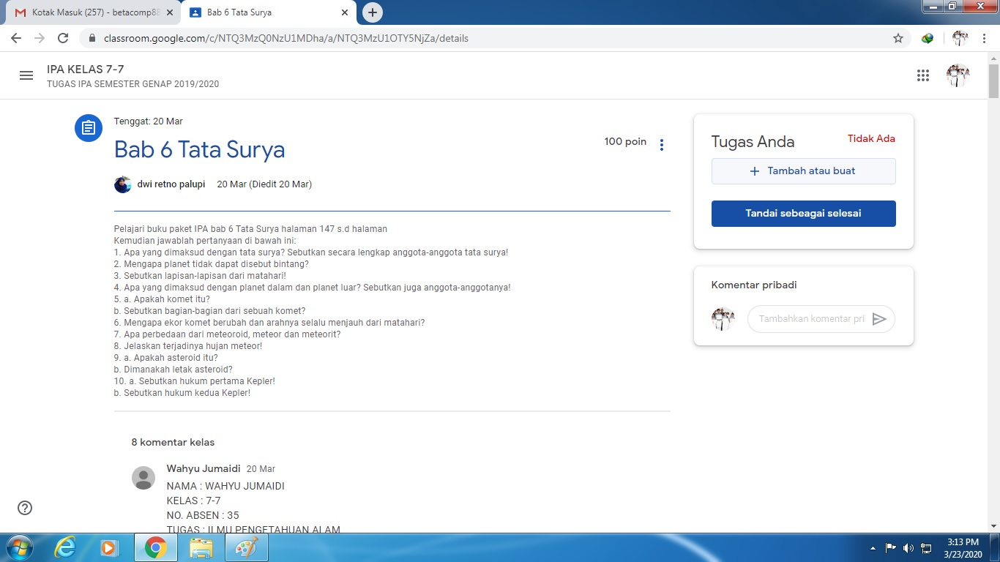 Kotak Masuk (257) - betacomp88
Bab 6 Tata Surya
classroom.google.com/c/NTQ3MzQ0NzU1MDha/a/NTQ3MzU1OTY5NjZa/details
IPA KELAS 7-7
TUGAS IPA SEMESTER GENAP 2019/2020
Tenggat: 20 Mar
Bab 6 Tata Surya
100 poin
dwi retno palupi 20 Mar (Diedit 20 Mar)
Pelajari buku paket IPA bab 6 Tata Surya halaman 147 s.d halaman
Kemudian jawablah pertanyaan di bawah ini:
1. Apa yang dimaksud dengan tata surya? Sebutkan secara lengkap anggota-anggota tata surya!
2. Mengapa planet tidak dapat disebut bintang?
3. Sebutkan lapisan-lapisan dari matahari!
4. Apa yang dimaksud dengan planet dalam dan planet luar? Sebutkan juga anggota-anggotanya!
5. a. Apakah komet itu?
b. Sebutkan bagian-bagian dari sebuah komet?
6. Mengapa ekor komet berubah dan arahnya selalu menjauh dari matahari?
7. Apa perbedaan dari meteoroid, meteor dan meteorit?
8. Jelaskan terjadinya hujan meteor!
9. a. Apakah asteroid itu?
b. Dimanakah letak asteroid?
10. a. Sebutkan hukum pertama Kepler!
b. Sebutkan hukum kedua Kepler!
8 komentar kelas
Wahyu Jumaidi 20 Mar
NAMA : WAHYU JUMAIDI
KELAS : 7-7
NO. ABSEN : 35
TUGAS : ILMU PENGETAHUAN ALAM
Tugas Anda
Tidak Ada
Tambah atau buat
Tandai sebeagai selesai
Komentar pribadi
Tambahkan komentar pri
3:13 PM
3/23/2020